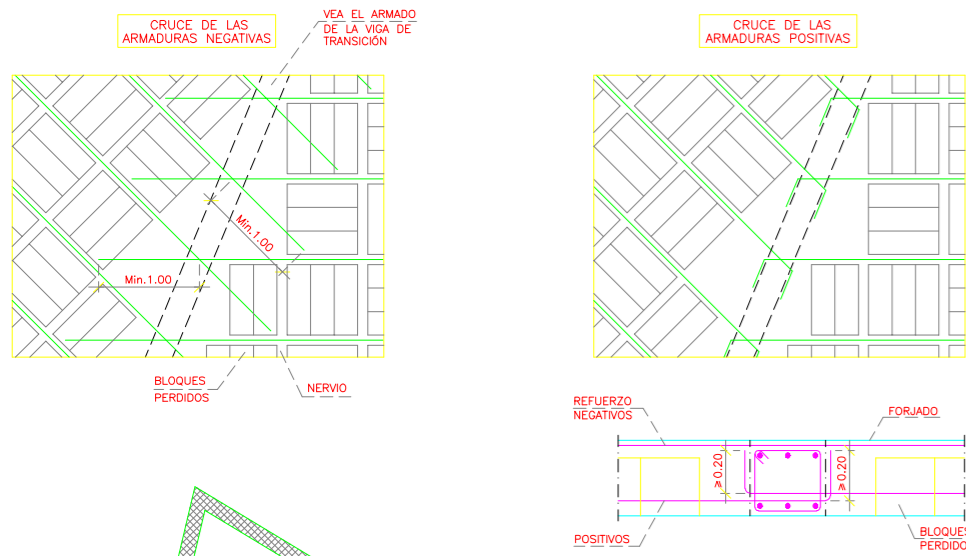 CRUCE DE LAS
ARMADURAS NEGATIVAS
VEA EL ARMADO
DE LA VIGA DE
TRANSICIÓN
Min.1.00
Min.1.00
BLOQUES
PERDIDOS
NERVIO
CRUCE DE LAS
ARMADURAS POSITIVAS
REFUERZO
NEGATIVOS
FORJADO
≥0.20
≥0.20
POSITIVOS
BLOQUES
PERDIDO